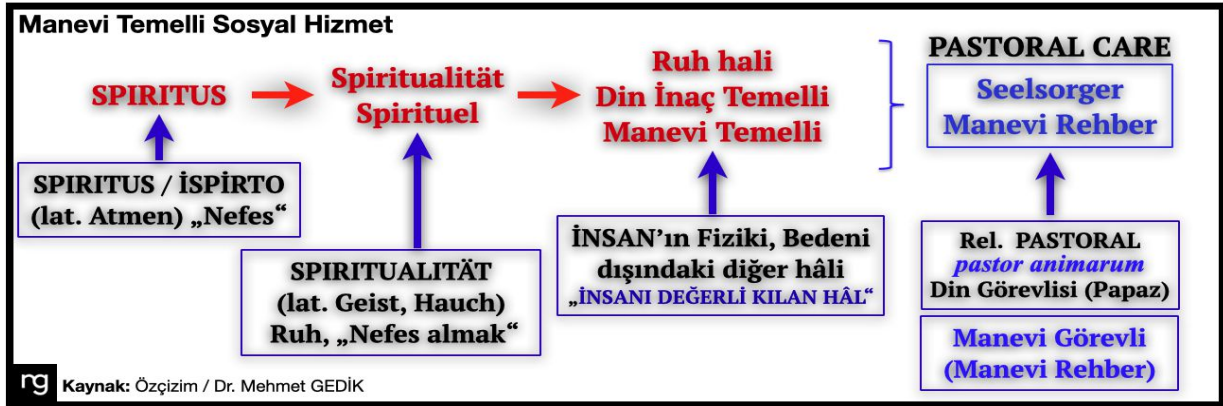 Manevi Temelli Sosyal Hizmet
SPIRITUS
Spiritualität
Spirituel
Ruh hali
Din İnaç Temelli
Manevi Temelli
PASTORAL CARE
Seelsorger
Manevi Rehber
SPIRITUS / İSPİRTO
(lat. Atmen) „Nefes“
SPIRITUALITÄT
(lat. Geist, Hauch)
Ruh, „Nefes almak“
İNSAN’ın Fiziki, Bedeni
dışındaki diğer hâli
„İNSANI DEĞERLİ KILAN HÂL“
Rel. PASTORAL
pastor animarum
Din Görevlisi (Papaz)
Manevi Görevli
(Manevi Rehber)
rg
Kaynak: Özçizim / Dr. Mehmet GEDİK